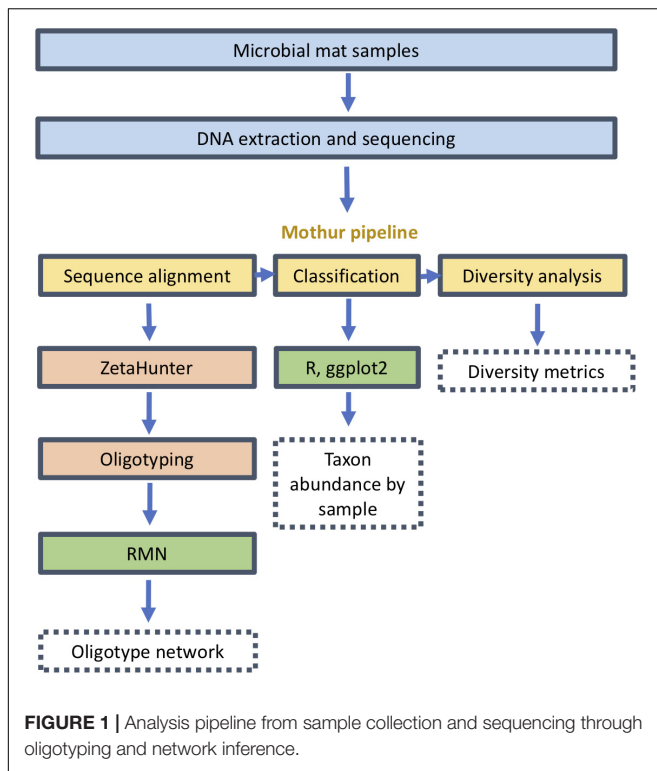 Microbial mat samples
DNA extraction and sequencing
Mothur pipeline
Sequence alignment
Classification
Diversity analysis
ZetaHunter
R, ggplot2
Diversity metrics
Oligotyping
Taxon
abundance by
sample
RMN
Oligotype network
FIGURE 1 | Analysis pipeline from sample collection and sequencing through
oligotyping and network inference.